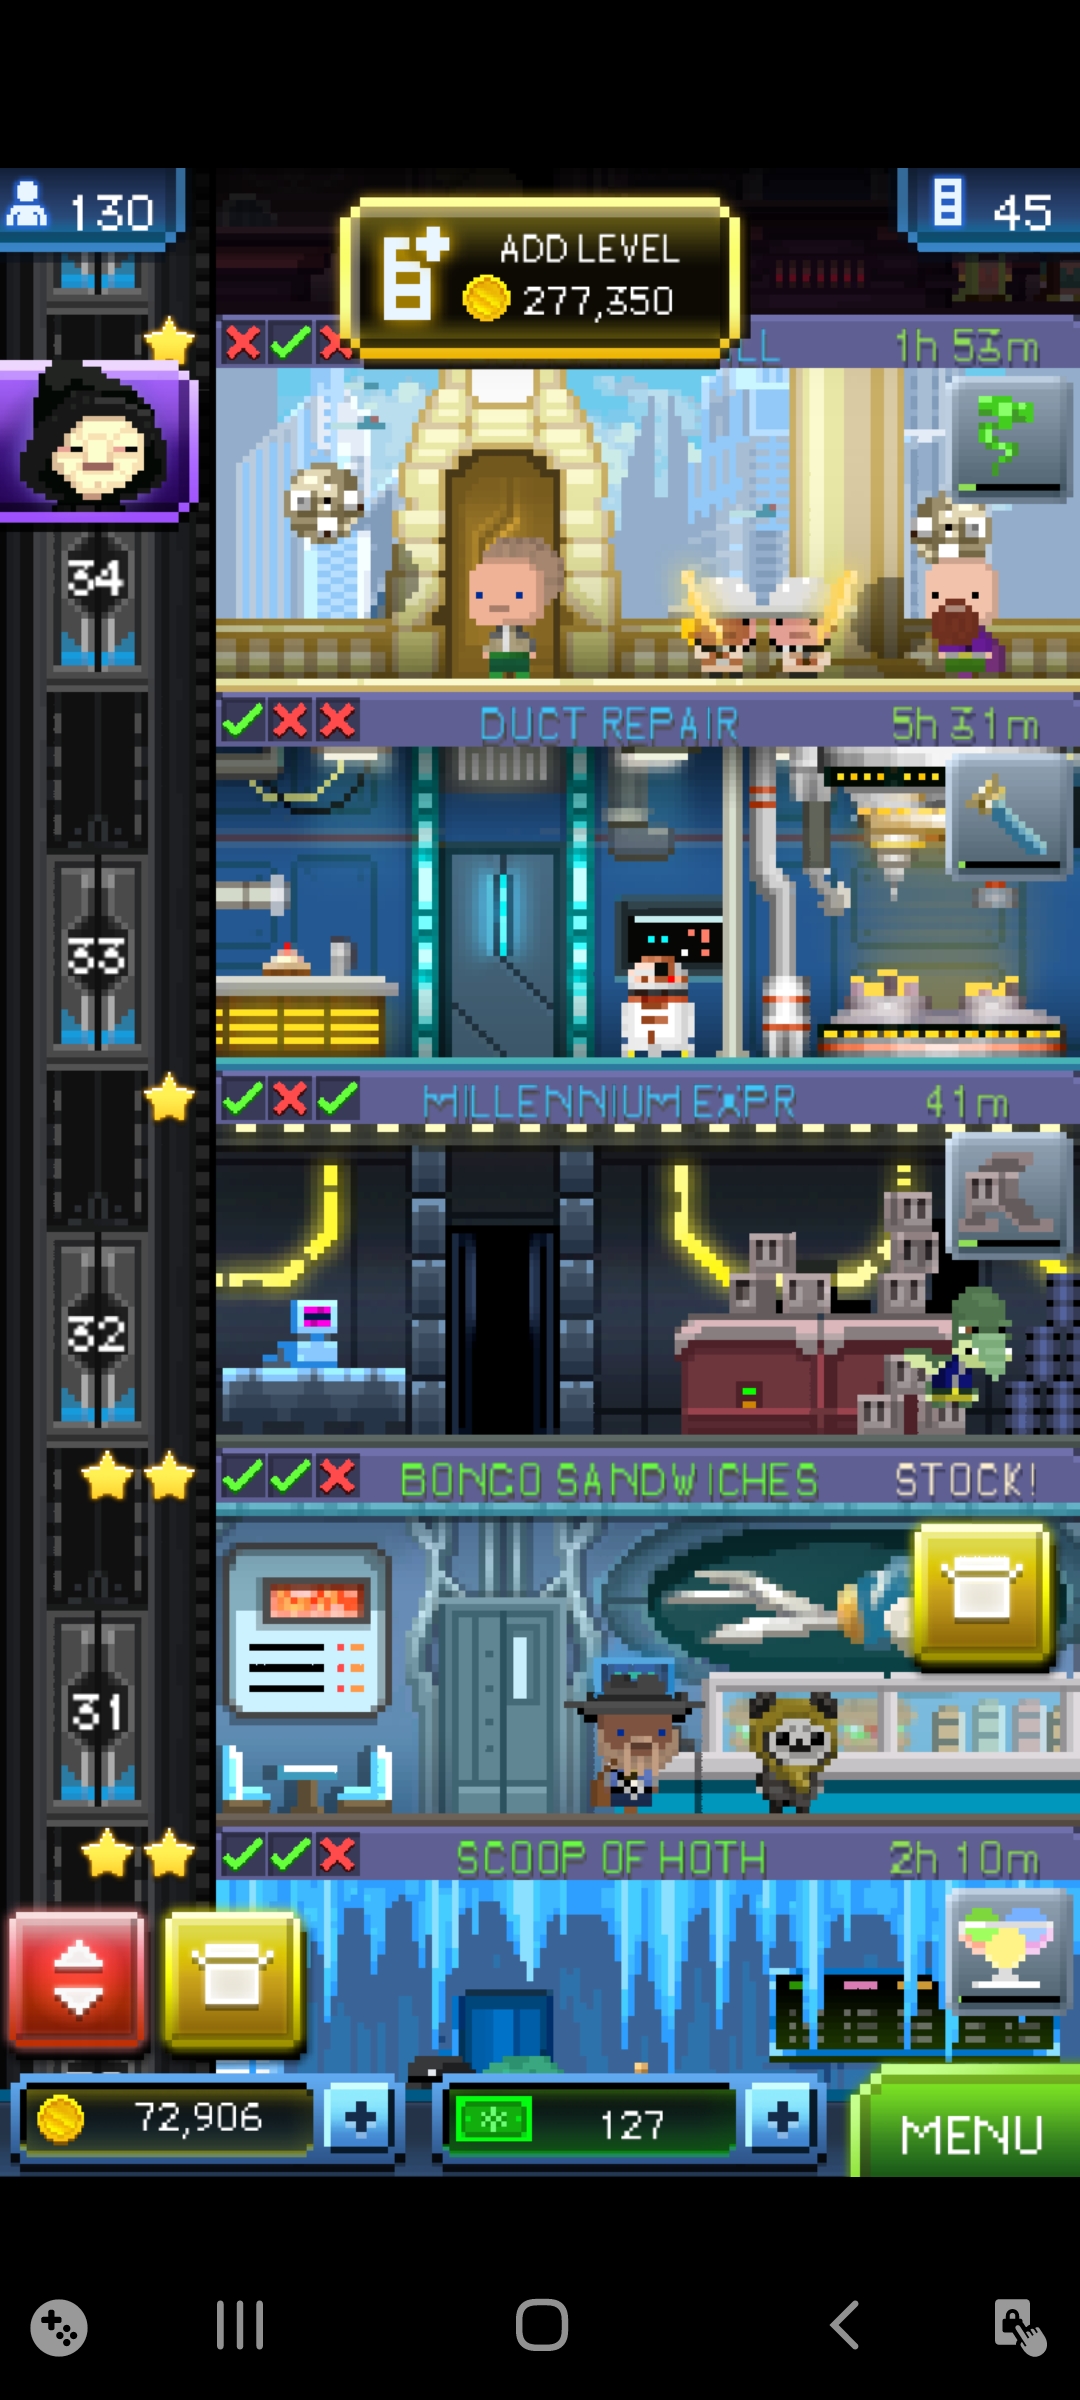 130
45
ADD LEVEL
277,350
LL
1h 53m
34
DUCT REPAIR
5h 31m
33
MILLENNIUM EXPR
41m
32
BONGO SANDWICHES
STOCK!
31
SCOOP OF HOTH
2h 10m
72,906
127
MENU